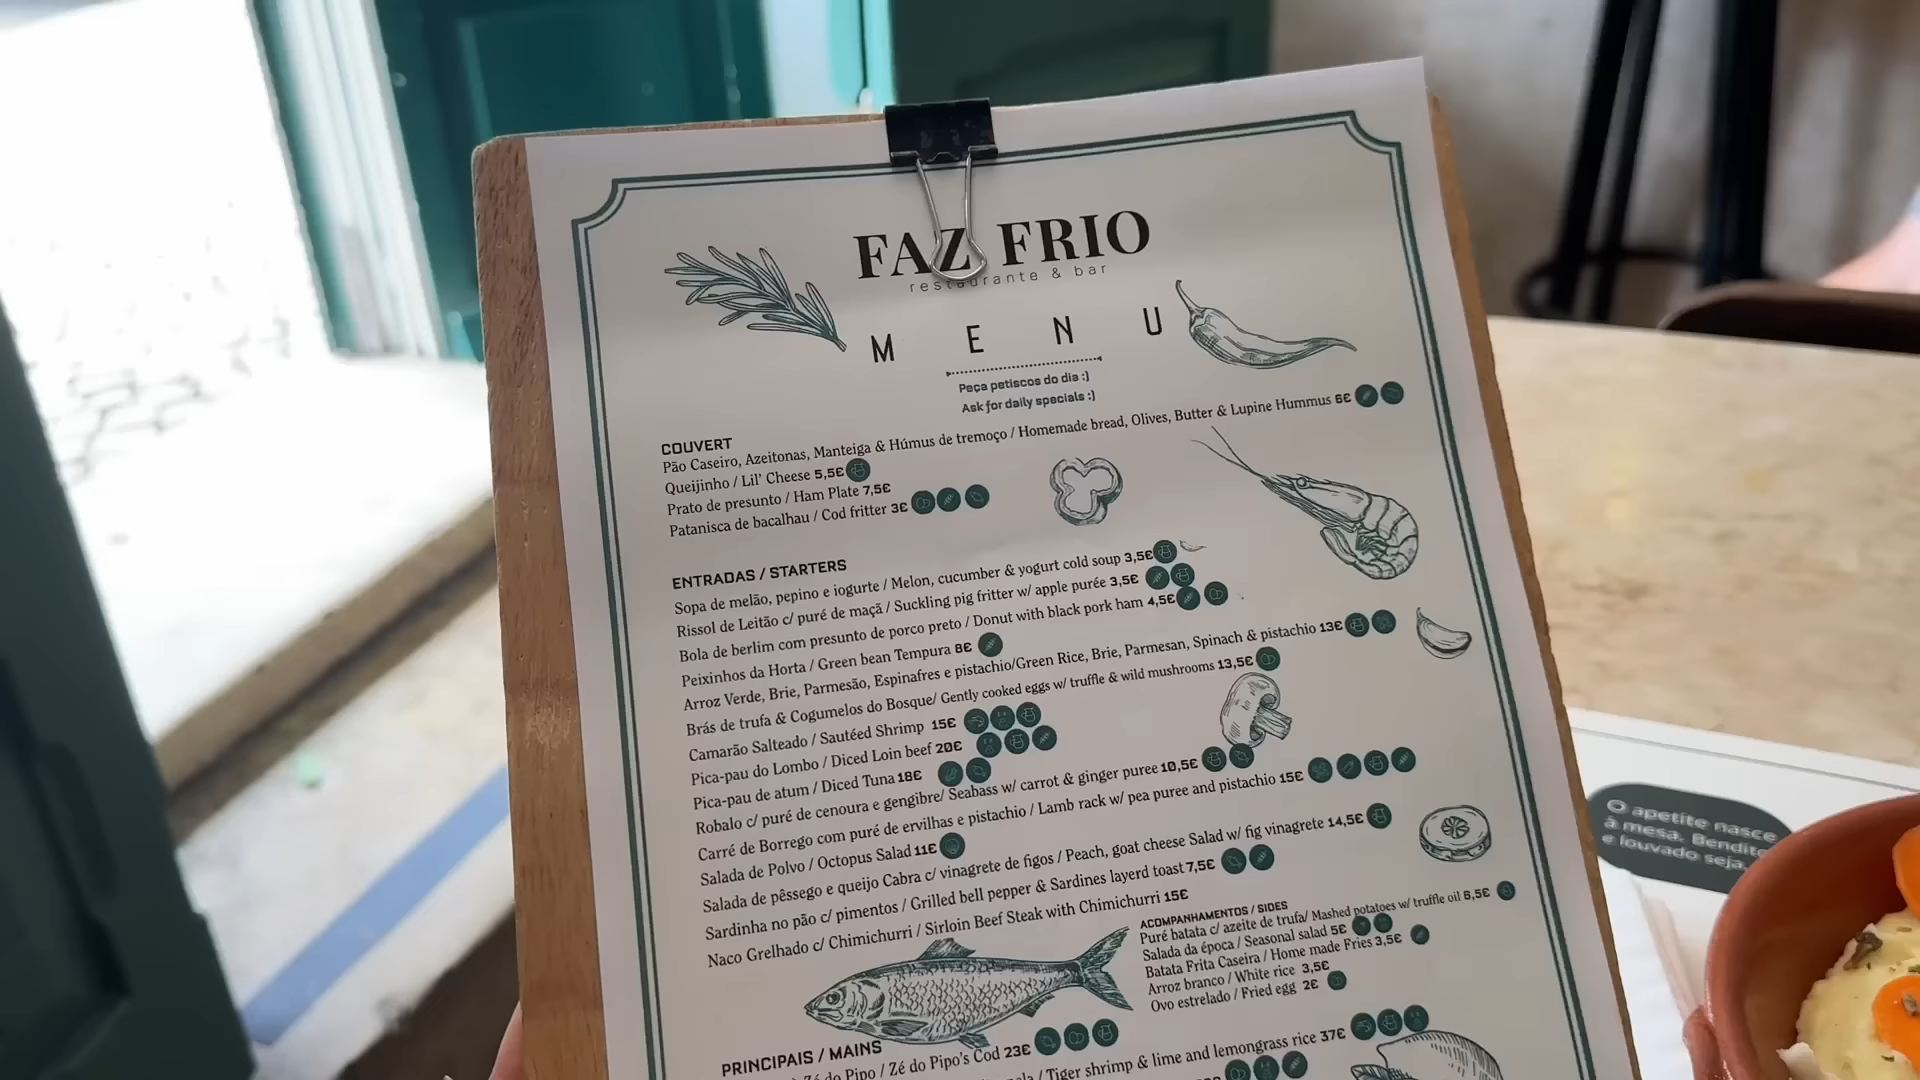 FAZ FRIO
restaurante & bar
MENU
Peça petiscos do dia :)
Ask for daily specials :)
COUVERT
Pão Caseiro, Azeitonas, Manteiga & Húmus de tremoço / Homemade bread, Olives, Butter & Lupine Hummus 6€
Queijinho / Lil' Cheese 5,5€
Prato de presunto / Ham Plate 7,5€
Patanisca de bacalhau / Cod fritter 3€
ENTRADAS / STARTERS
Sopa de melão, pepino e iogurte / Melon, cucumber & yogurt cold soup 3,5€
Rissol de Leitão c/ puré de maçã / Suckling pig fritter w/ apple purée 3,5€
Bola de berlim com presunto de porco preto / Donut with black pork ham 4,5€
Peixinhos da Horta / Green bean Tempura 8€
Arroz Verde, Brie, Parmesão, Espinafres e pistachio/Green Rice, Brie, Parmesan, Spinach & pistachio 13€
Brás de trufa & Cogumelos do Bosque/ Gently cooked eggs w/ truffle & wild mushrooms 13,5€
Camarão Salteado / Sautéed Shrimp 15€
Pica-pau do Lombo / Diced Loin beef 20€
Pica-pau de atum / Diced Tuna 18€
Robalo c/ puré de cenoura e gengibre/ Seabass w/ carrot & ginger puree 10,5€
Carré de Borrego com puré de ervilhas e pistachio / Lamb rack w/ pea puree and pistachio 15€
Salada de Polvo / Octopus Salad 11€
Salada de pêssego e queijo Cabra c/ vinagrete de figos / Peach, goat cheese Salad w/ fig vinagrete 14,5€
Sardinha no pão c/ pimentos / Grilled bell pepper & Sardines layerd toast 7,5€
Naco Grelhado c/ Chimichurri / Sirloin Beef Steak with Chimichurri 15€
ACOMPANHAMENTOS / SIDES
Puré batata c/ azeite de trufa/ Mashed potatoes w/ truffle oil 6,5€
Salada da época / Seasonal salad 5€
Batata Frita Caseira / Home made Fries 3,5€
Arroz branco / White rice 3,5€
Ovo estrelado / Fried egg 2€
PRINCIPAIS / MAINS
Zé do Pipo / Zé do Pipo's Cod 23€
/ Tiger shrimp & lime and lemongrass rice 37€
O apetite nasce
à mesa. Bendito
e louvado seja.